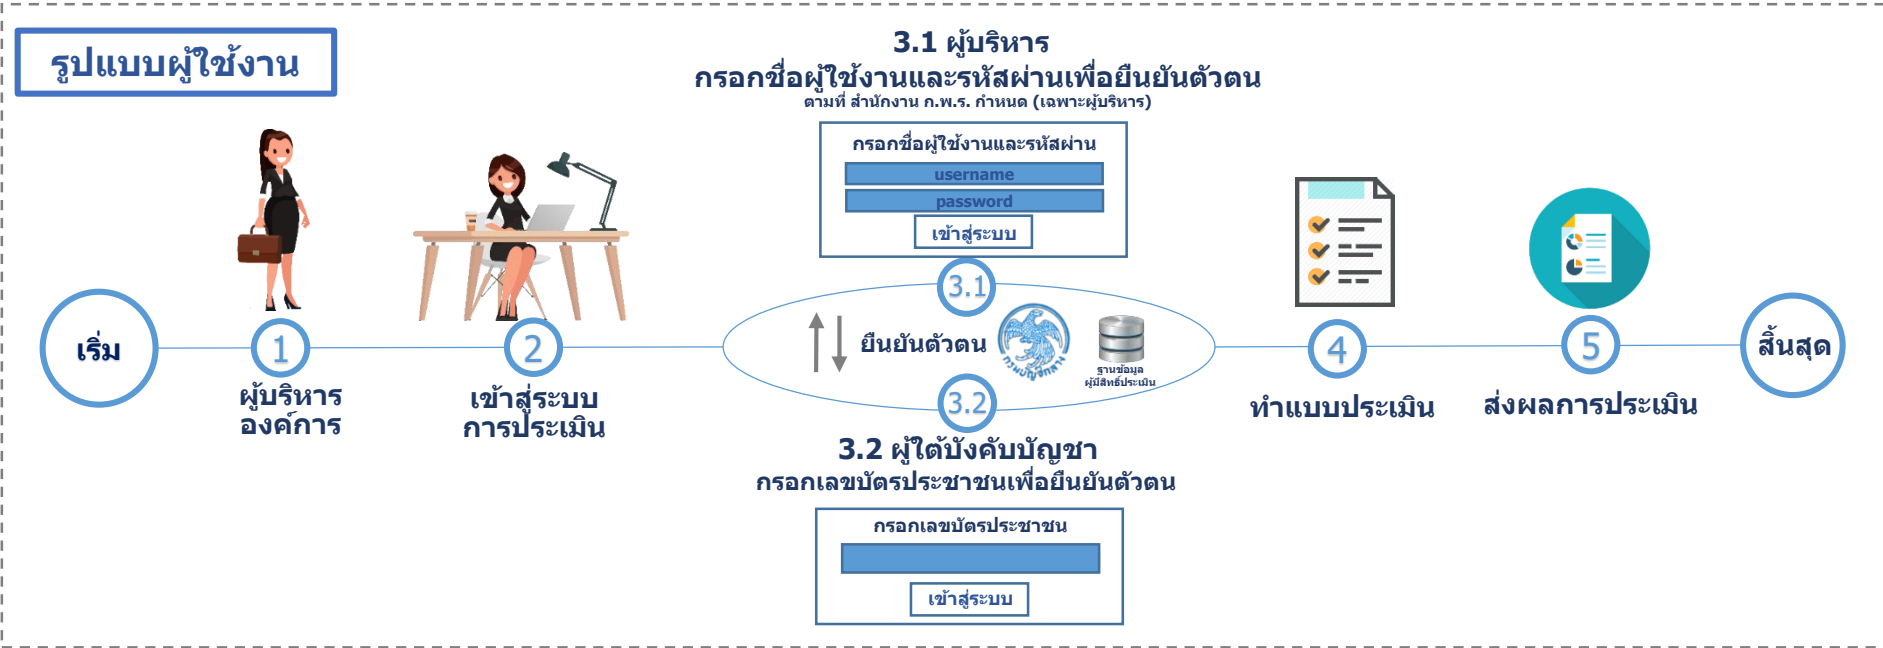 รูปแบบผู้ใช้งาน
3.1 ผู้บริหาร
กรอกชื่อผู้ใช้งานและรหัสผ่านเพื่อยืนยันตัวตน
ตามที่ สำนักงาน ก.พ.ร. กำหนด (เฉพาะผู้บริหาร)
กรอกชื่อผู้ใช้งานและรหัสผ่าน
username
password
เข้าสู่ระบบ
เริ่ม
1
ผู้บริหาร
องค์การ
2
เข้าสู่ระบบ
การประเมิน
3.1
ยืนยันตัวตน
กรมบัญชีกลาง
ฐานข้อมูล
ผู้มีสิทธิ์ประเมิน
3.2
3.2 ผู้ใต้บังคับบัญชา
กรอกเลขบัตรประชาชนเพื่อยืนยันตัวตน
กรอกเลขบัตรประชาชน
เข้าสู่ระบบ
4
ทำแบบประเมิน
5
ส่งผลการประเมิน
สิ้นสุด